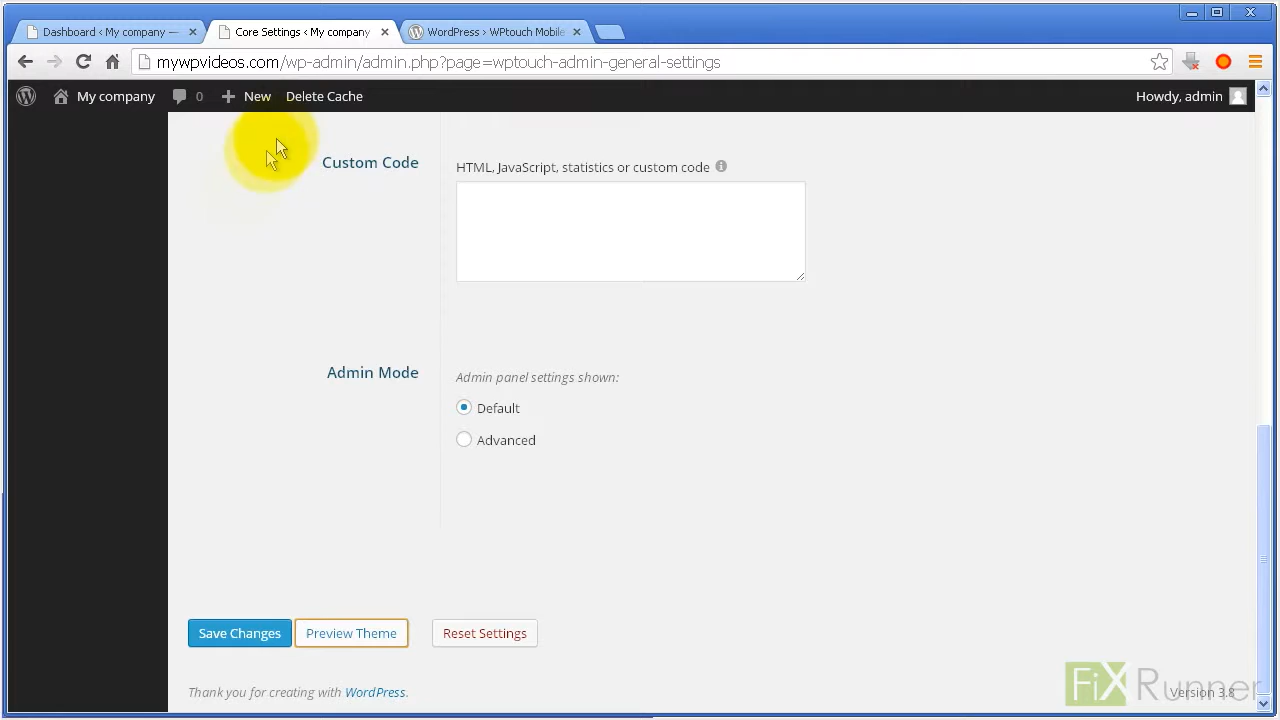 Dashboard ‹ My company —
Core Settings ‹ My company
WordPress › WPtouch Mobile
mywpvideos.com/wp-admin/admin.php?page=wptouch-admin-general-settings
My company 0 New Delete Cache Howdy, admin
Custom Code
HTML, JavaScript, statistics or custom code
Admin Mode
Admin panel settings shown:
Default
Advanced
Save Changes Preview Theme Reset Settings
Thank you for creating with WordPress.
Version 3.8
FiX Runner